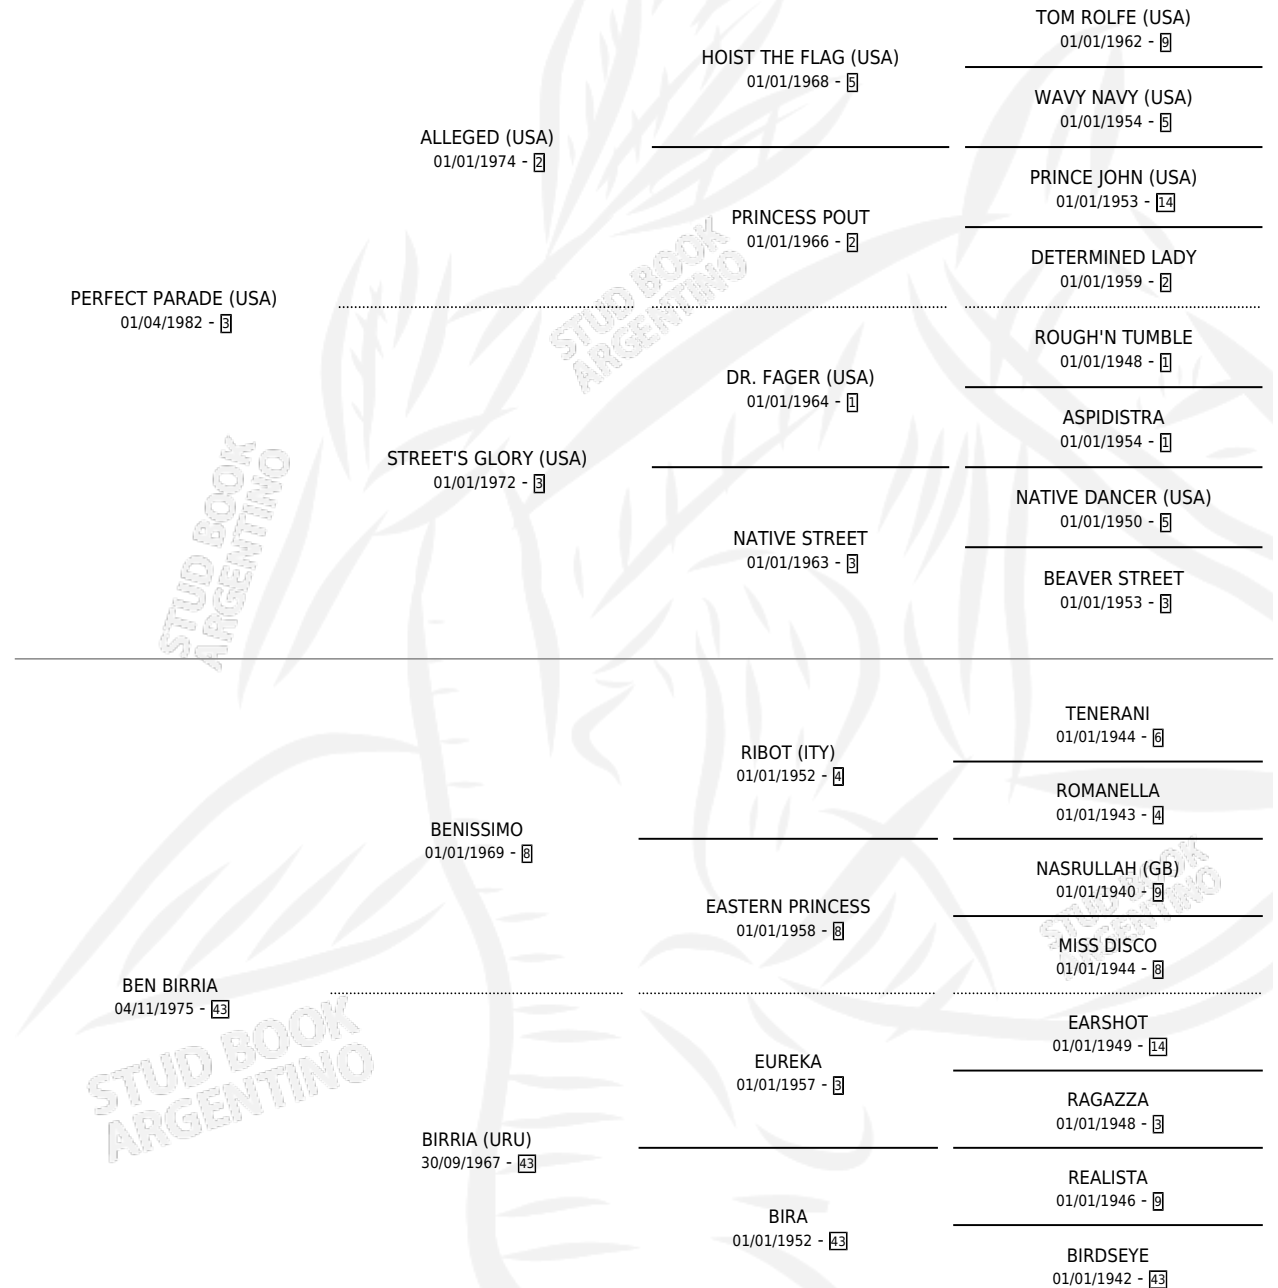 TOM ROLFE (USA)
01/01/1962 - 9
HOIST THE FLAG (USA)
01/01/1968 - 5
WAVY NAVY (USA)
01/01/1954 - 5
ALLEGED (USA)
01/01/1974 - 2
PRINCE JOHN (USA)
01/01/1953 - 14
PRINCESS POUT
01/01/1966 - 2
DETERMINED LADY
01/01/1959 - 2
PERFECT PARADE (USA)
01/04/1982 - 3
ROUGH'N TUMBLE
01/01/1948 - 1
DR. FAGER (USA)
01/01/1964 - 1
ASPIDISTRA
01/01/1954 - 1
STREET'S GLORY (USA)
01/01/1972 - 3
NATIVE DANCER (USA)
01/01/1950 - 5
NATIVE STREET
01/01/1963 - 3
BEAVER STREET
01/01/1953 - 3
STUD BOOK
ARGENTINO
STUD BOOK
ARGENTINO
TENERANI
01/01/1944 - 6
RIBOT (ITY)
01/01/1952 - 4
ROMANELLA
01/01/1943 - 4
BENISSIMO
01/01/1969 - 8
NASRULLAH (GB)
01/01/1940 - 9
EASTERN PRINCESS
01/01/1958 - 8
MISS DISCO
01/01/1944 - 8
STUD BOOK
ARGENTINO
BEN BIRRIA
04/11/1975 - 43
EARSHOT
01/01/1949 - 14
EUREKA
01/01/1957 - 3
RAGAZZA
01/01/1948 - 3
STUD BOOK
ARGENTINO
BIRRIA (URU)
30/09/1967 - 43
REALISTA
01/01/1946 - 9
BIRA
01/01/1952 - 43
BIRDSEYE
01/01/1942 - 43